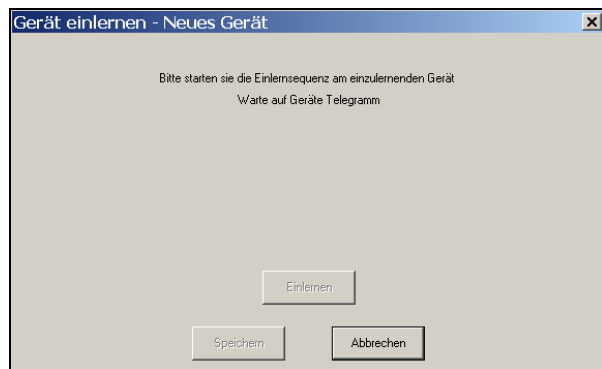 Gerät einlernen - Neues Gerät
Bitte starten sie die Einlernsequenz am einzulernenden Gerät
Warte auf Geräte Telegramm
Einlernen
Speichern
Abbrechen